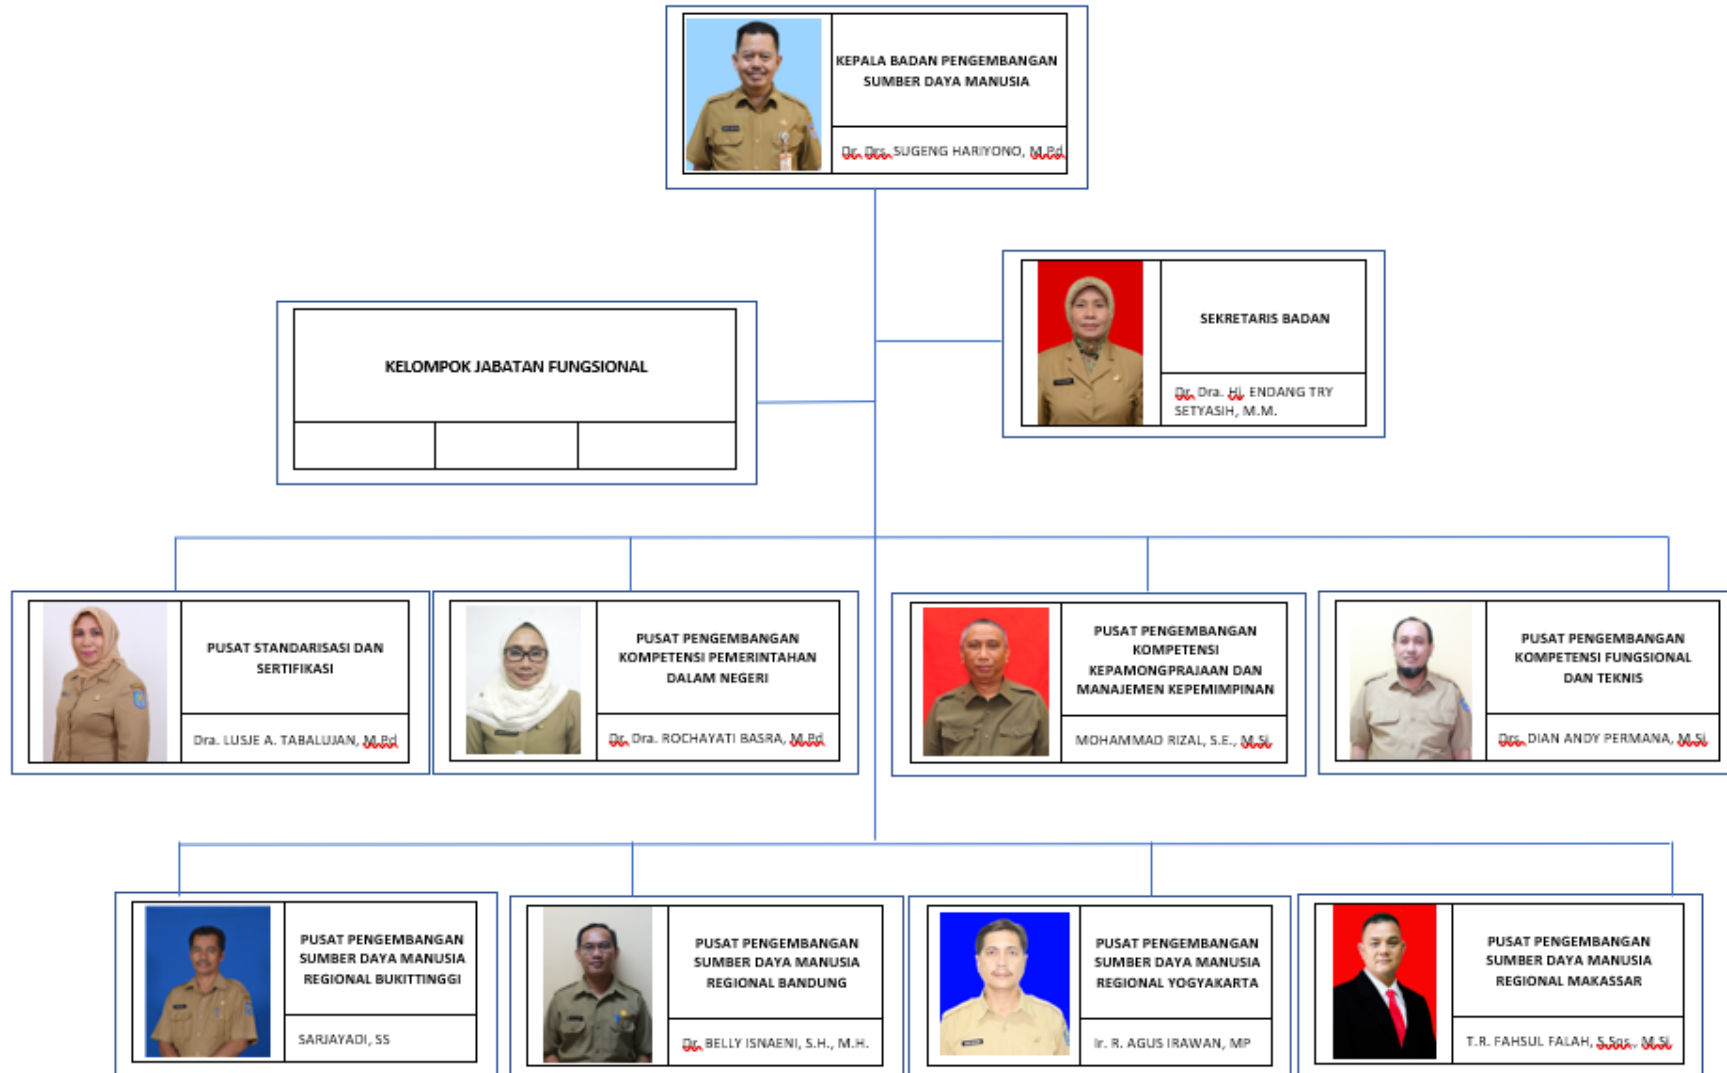 KEPALA BADAN PENGEMBANGAN
SUMBER DAYA MANUSIA
Dr. Drs. SUGENG HARIYONO, M.Pd
SEKRETARIS BADAN
Dr. Dra. Hj. ENDANG TRY
SETYASIH, M.M.
KELOMPOK JABATAN FUNGSIONAL
PUSAT STANDARISASI DAN
SERTIFIKASI
Dra. LUSJE A. TABALUJAN, M.Pd
PUSAT PENGEMBANGAN
KOMPETENSI PEMERINTAHAN
DALAM NEGERI
Dr. Dra. ROCHAYATI BASRA, M.Pd
PUSAT PENGEMBANGAN
KOMPETENSI
KEPAMONGPRAJAAN DAN
MANAJEMEN KEPEMIMPINAN
MOHAMMAD RIZAL, S.E., M.Si.
PUSAT PENGEMBANGAN
KOMPETENSI FUNGSIONAL
DAN TEKNIS
Drs. DIAN ANDY PERMANA, M.Si
PUSAT PENGEMBANGAN
SUMBER DAYA MANUSIA
REGIONAL BUKITTINGGI
SARJAYADI, SS
PUSAT PENGEMBANGAN
SUMBER DAYA MANUSIA
REGIONAL BANDUNG
Dr. BELLY ISNAENI, S.H., M.H.
PUSAT PENGEMBANGAN
SUMBER DAYA MANUSIA
REGIONAL YOGYAKARTA
Ir. R. AGUS IRAWAN, MP
PUSAT PENGEMBANGAN
SUMBER DAYA MANUSIA
REGIONAL MAKASSAR
T.R. FAHSUL FALAH, S.Sos., M.Si